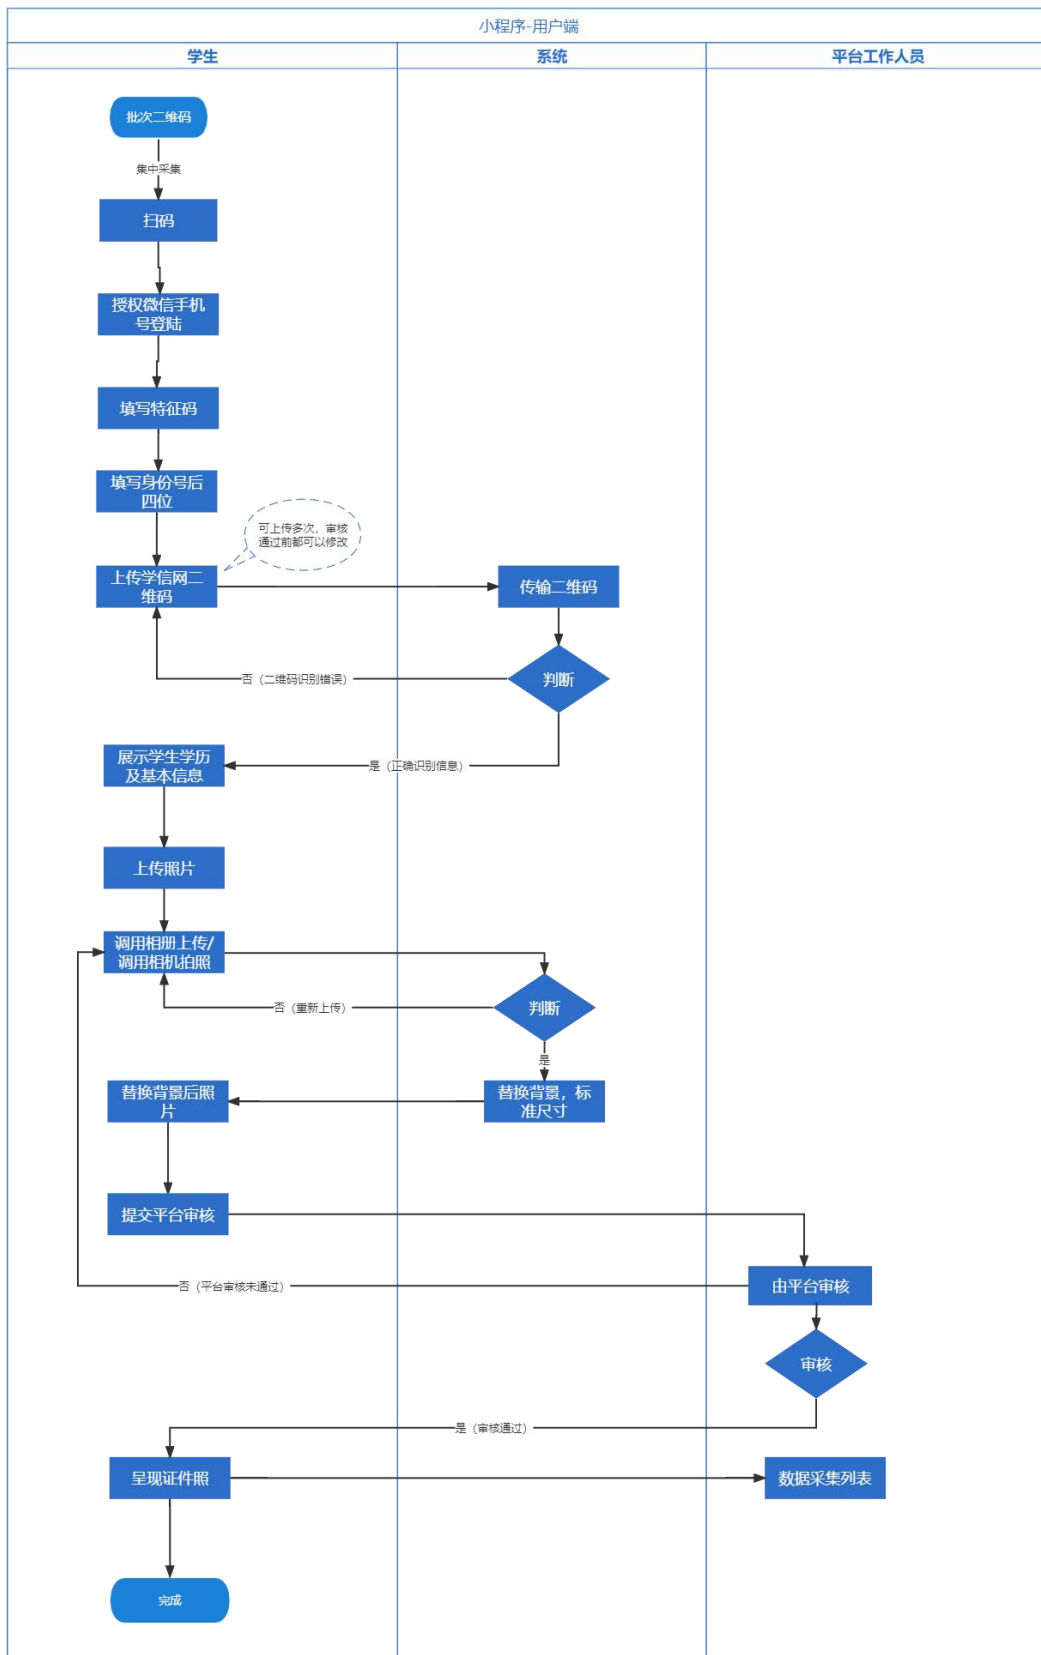 小程序-用户端
学生
系统
平台工作人员
批次二维码
集中采集
扫码
授权微信手机
号登陆
填写特征码
填写身份号后
四位
可上传多次，审核
通过前都可以修改
上传学信网二
维码
传输二维码
判断
否（二维码识别错误）
展示学生学历
及基本信息
是（正确识别信息）
上传照片
调用相册上传/
调用相机拍照
判断
否（重新上传）
是
替换背景后照
片
替换背景，标
准尺寸
提交平台审核
否（平台审核未通过）
由平台审核
审核
是（审核通过）
呈现证件照
数据采集列表
完成